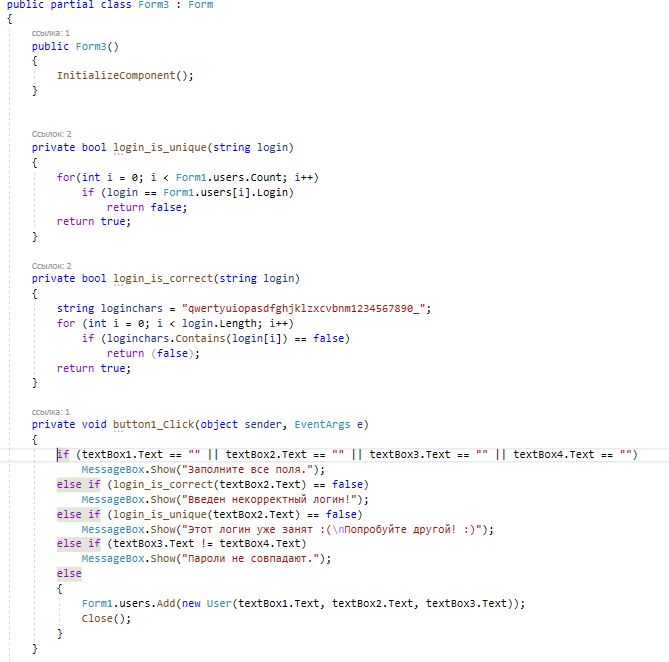 public partial class Form3 : Form
{
ссылка: 1
public Form3()
{
InitializeComponent();
}
Ссылок: 2
private bool login_is_unique(string login)
{
for(int i = 0; i < Form1.users.Count; i++)
if (login == Form1.users[i].Login)
return false;
return true;
}
Ссылок: 2
private bool login_is_correct(string login)
{
string loginchars = "qwertyuiopasdfghjklzxcvbnm1234567890_";
for (int i = 0; i < login.Length; i++)
if (loginchars.Contains(login[i]) == false)
return (false);
return true;
}
ссылка: 1
private void button1_Click(object sender, EventArgs e)
{
if (textBox1.Text == "" || textBox2.Text == "" || textBox3.Text == "" || textBox4.Text == "")
MessageBox.Show("Заполните все поля.");
else if (login_is_correct(textBox2.Text) == false)
MessageBox.Show("Введен некорректный логин!");
else if (login_is_unique(textBox2.Text) == false)
MessageBox.Show("Этот логин уже занят :(\nПопробуйте другой! :)");
else if (textBox3.Text != textBox4.Text)
MessageBox.Show("Пароли не совпадают.");
else
{
Form1.users.Add(new User(textBox1.Text, textBox2.Text, textBox3.Text));
Close();
}
}